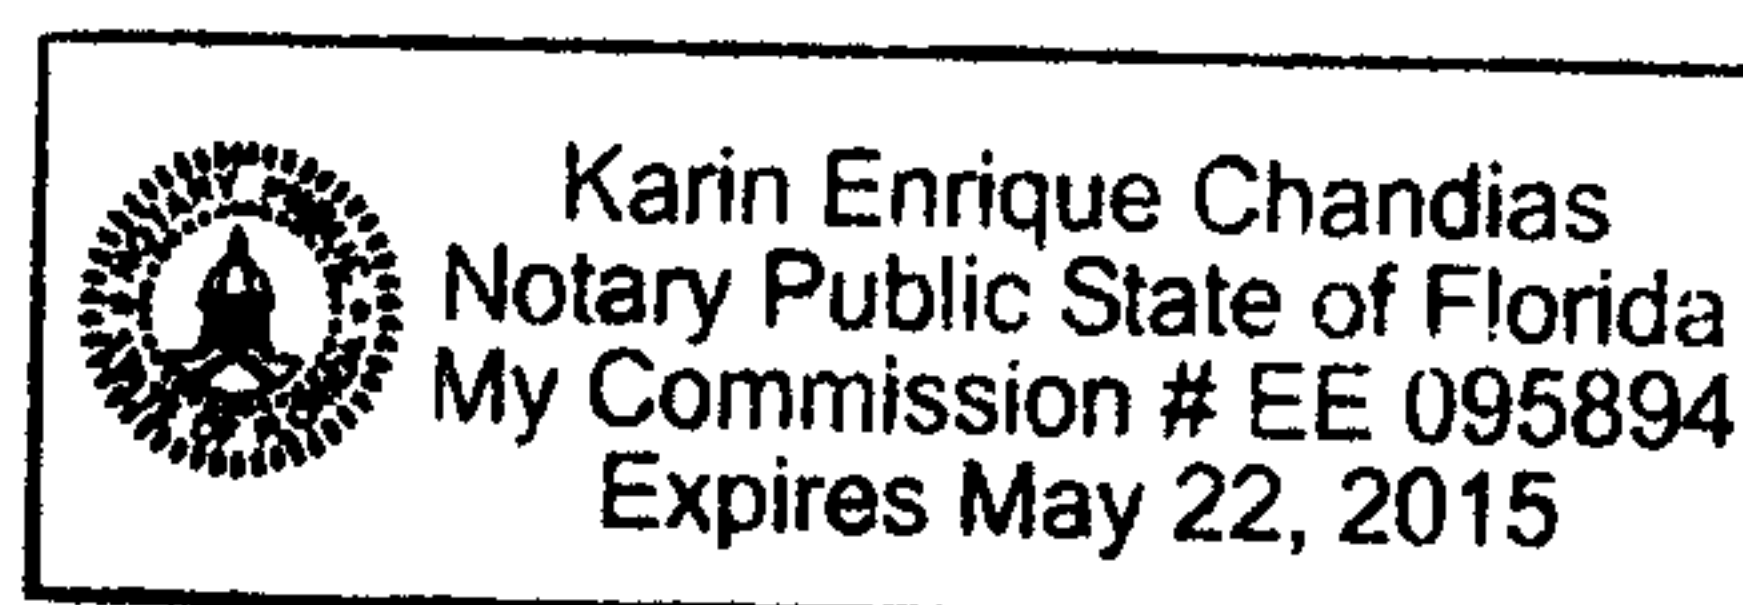 Karin Enrique Chandias
Notary Public State of Florida
My Commission # EE 095894
Expires May 22, 2015